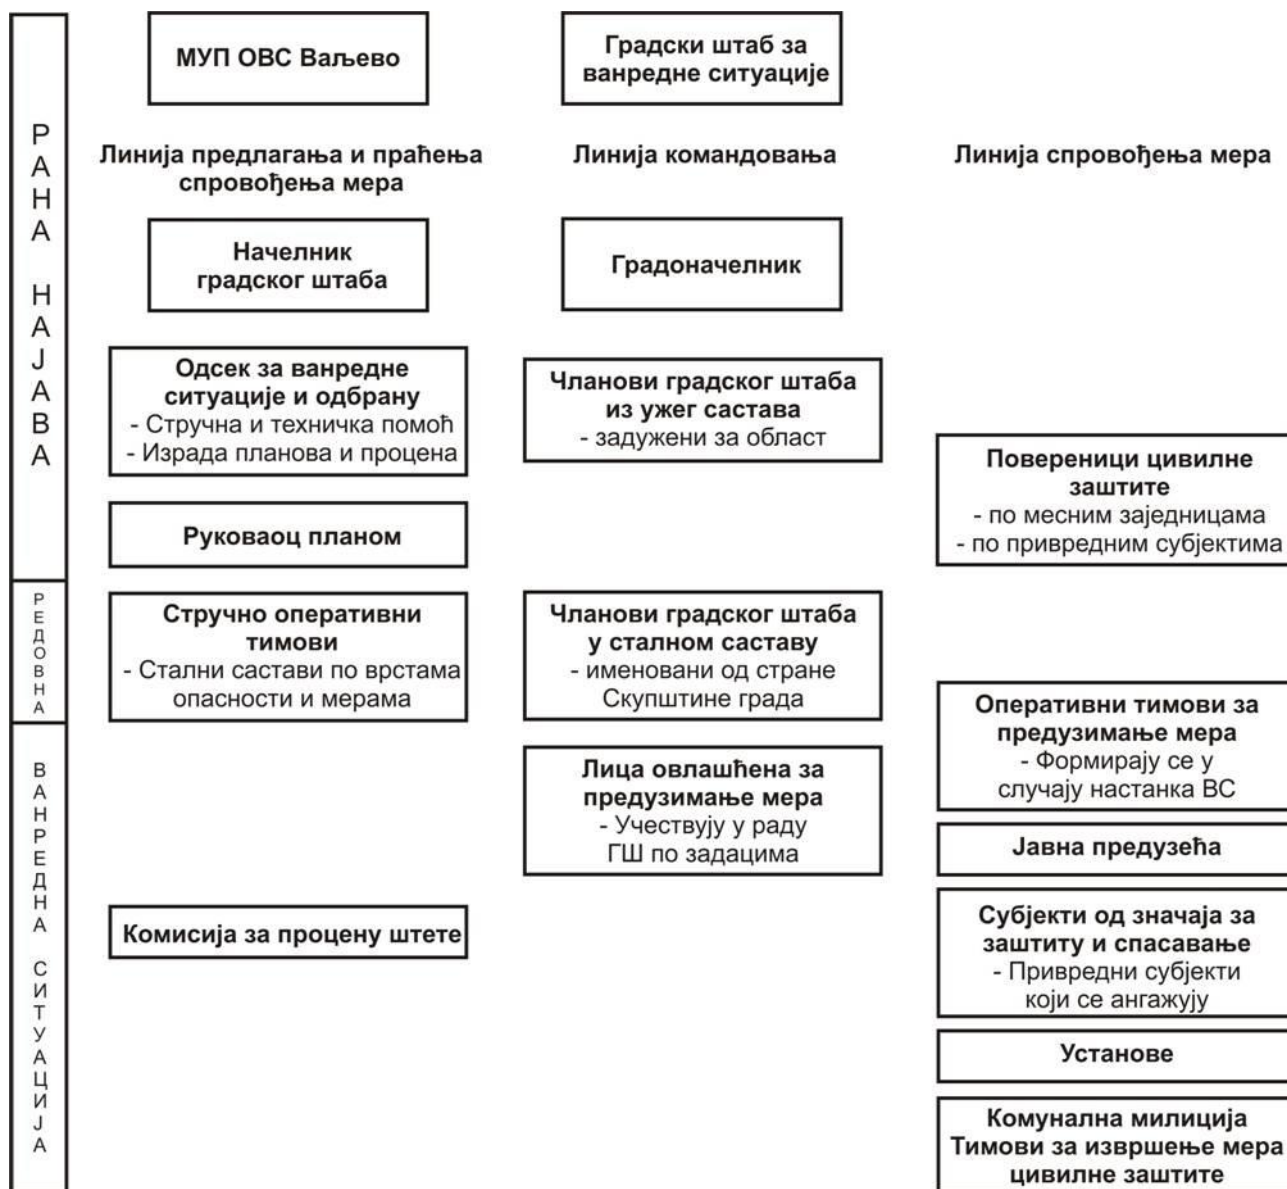 РАНА НАЈАВА
РЕДОВНА
ВАНРЕДНА СИТУАЦИЈА
МУП ОВС Ваљево
Линија предлагања и праћења
спровођења мера
Начелник
градског штаба
Одсек за ванредне
ситуације и одбрану
- Стручна и техничка помоћ
- Израда планова и процена
Руковаоц планом
Стручно оперативни
тимови
- Стални састави по врстама
опасности и мерама
Комисија за процену штете
Градски штаб за
ванредне ситуације
Линија командовања
Градоначелник
Чланови градског штаба
из ужег састава
- задужени за област
Чланови градског штаба
у сталном саставу
- именовани од стране
Скупштине града
Лица овлашћена за
предузимање мера
- Учествују у раду
ГШ по задацима
Линија спровођења мера
Повереници цивилне
заштите
- по месним заједницама
- по привредним субјектима
Оперативни тимови за
предузимање мера
- Формирају се у
случају настанка ВС
Јавна предузећа
Субјекти од значаја за
заштиту и спасавање
- Привредни субјекти
који се ангажују
Установе
Комунална милиција
Тимови за извршење мера
цивилне заштите